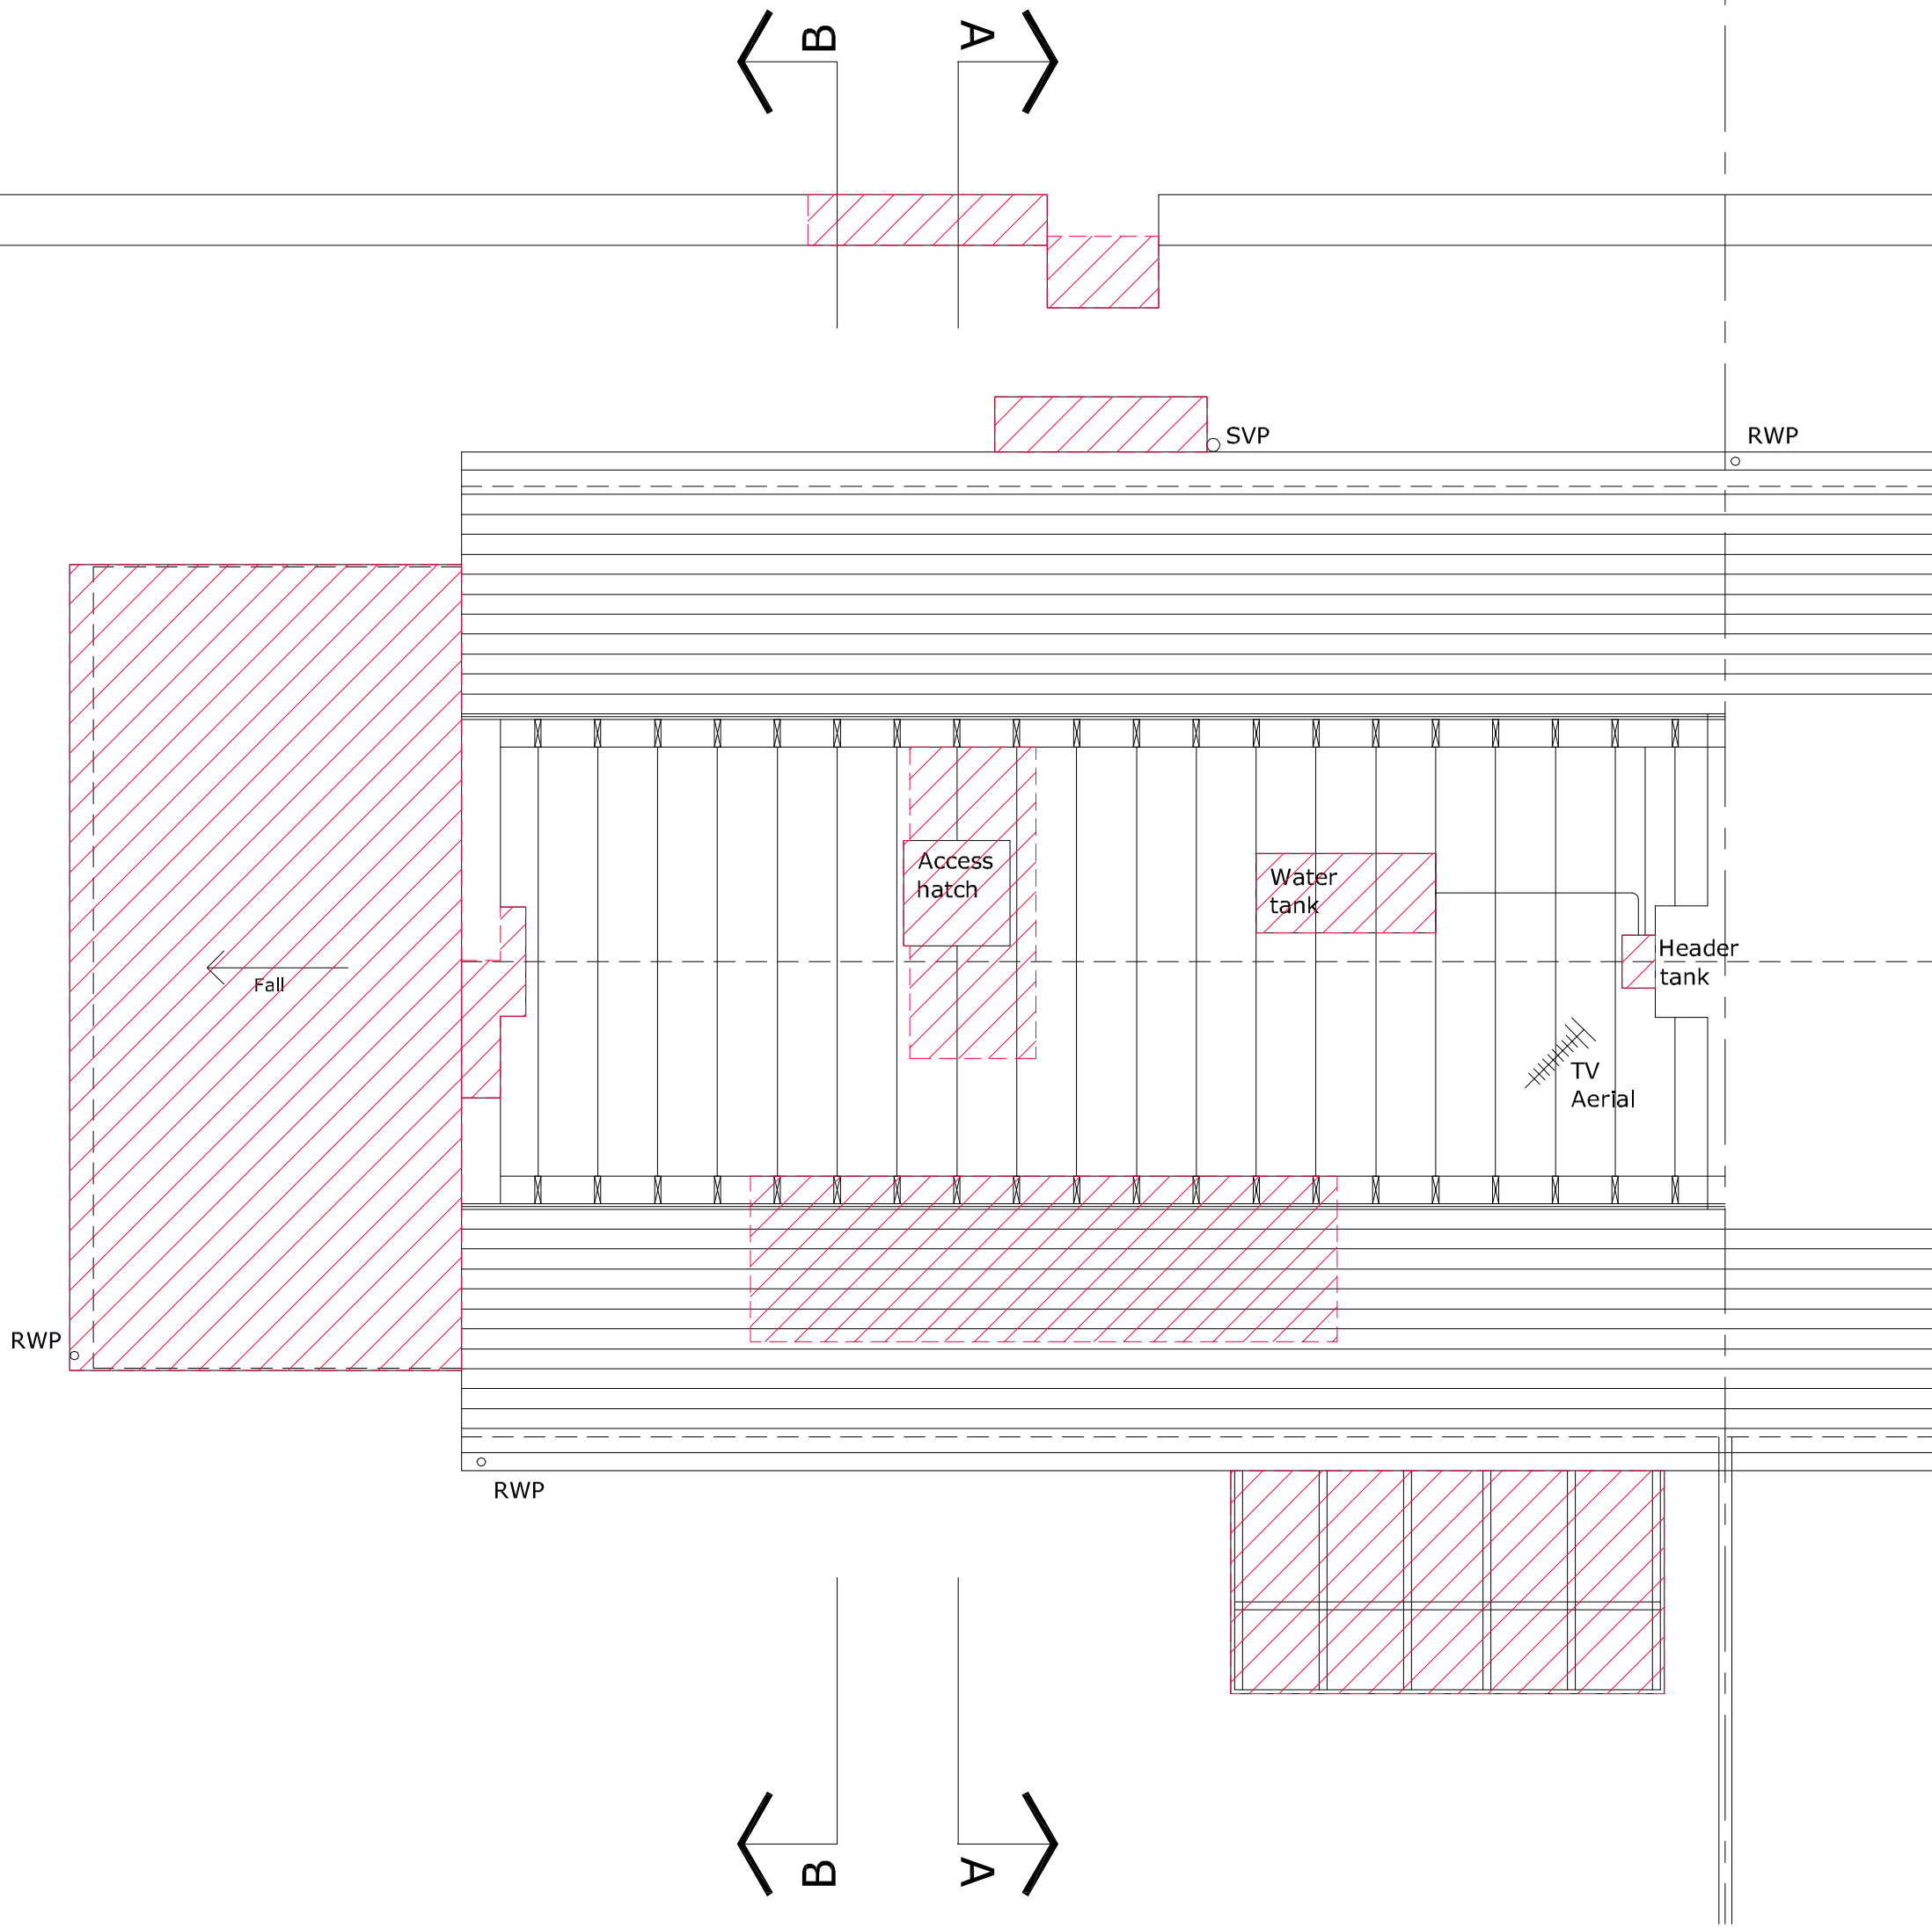 B
A
SVP
RWP
Access
hatch
Water
tank
Header
tank
Fall
TV
Aerial
RWP
RWP
B
A